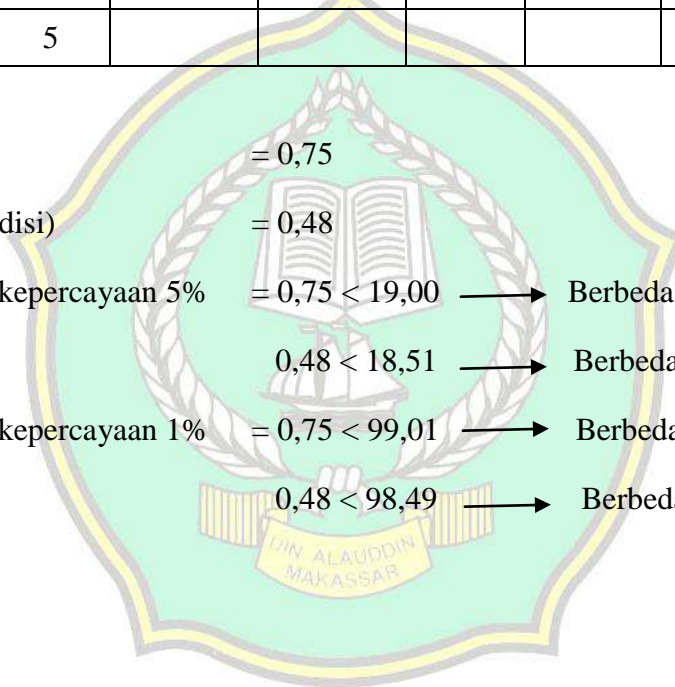 5
= 0,75
disi) = 0,48
kepercayaan 5% = 0,75 < 19,00 Berbeda
0,48 < 18,51 Berbeda
kepercayaan 1% = 0,75 < 99,01 Berbeda
0,48 < 98,49 Berbeda
UIN ALAUDDIN
MAKASSAR